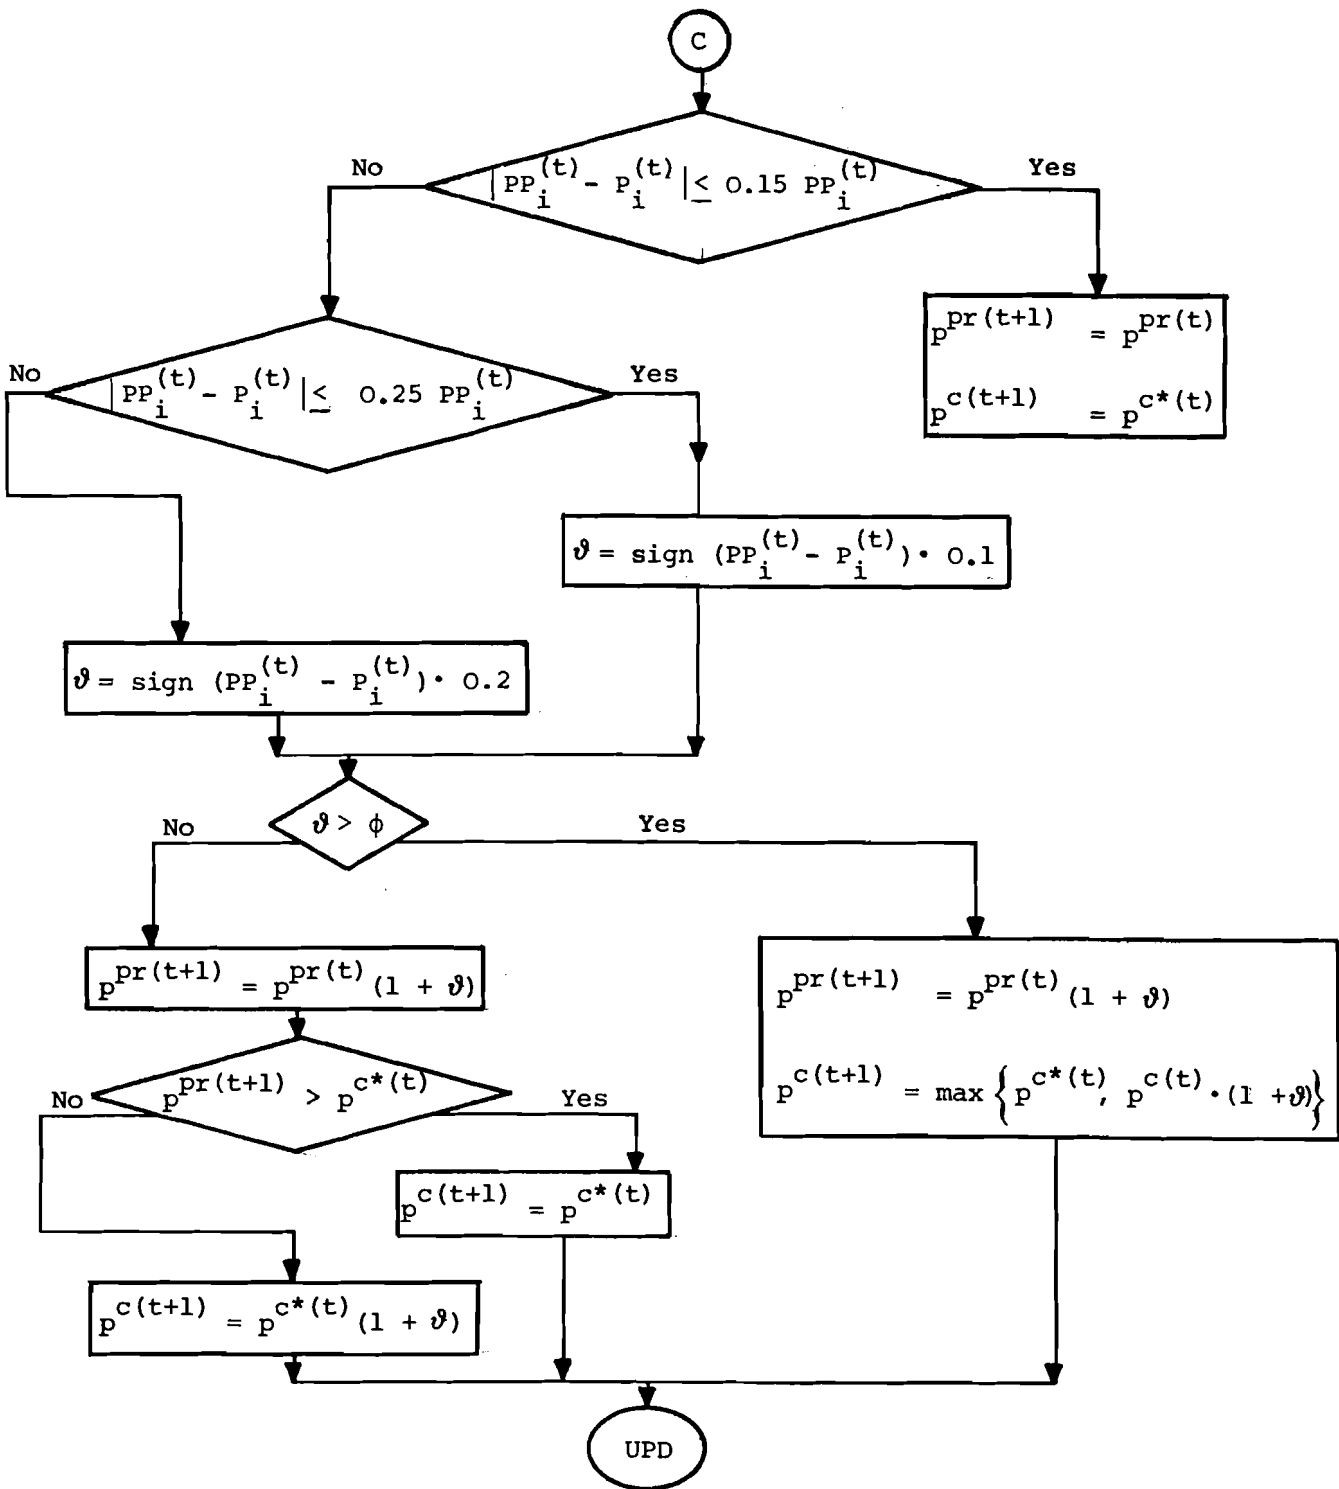 C
No
Yes
|PP_i^(t) - P_i^(t)| ≤ 0.15 PP_i^(t)
p^pr(t+1) = p^pr(t)
p^c(t+1) = p^c*(t)
No
Yes
|PP_i^(t) - P_i^(t)| ≤ 0.25 PP_i^(t)
ϑ = sign (PP_i^(t) - P_i^(t)) · 0.1
ϑ = sign (PP_i^(t) - P_i^(t)) · 0.2
No
ϑ > ϕ
Yes
p^pr(t+1) = p^pr(t) (1 + ϑ)
p^pr(t+1) = p^pr(t) (1 + ϑ)
p^c(t+1) = max {p^c*(t), p^c(t) · (1 + ϑ)}
No
p^pr(t+1) > p^c*(t)
Yes
p^c(t+1) = p^c*(t)
p^c(t+1) = p^c*(t) (1 + ϑ)
UPD